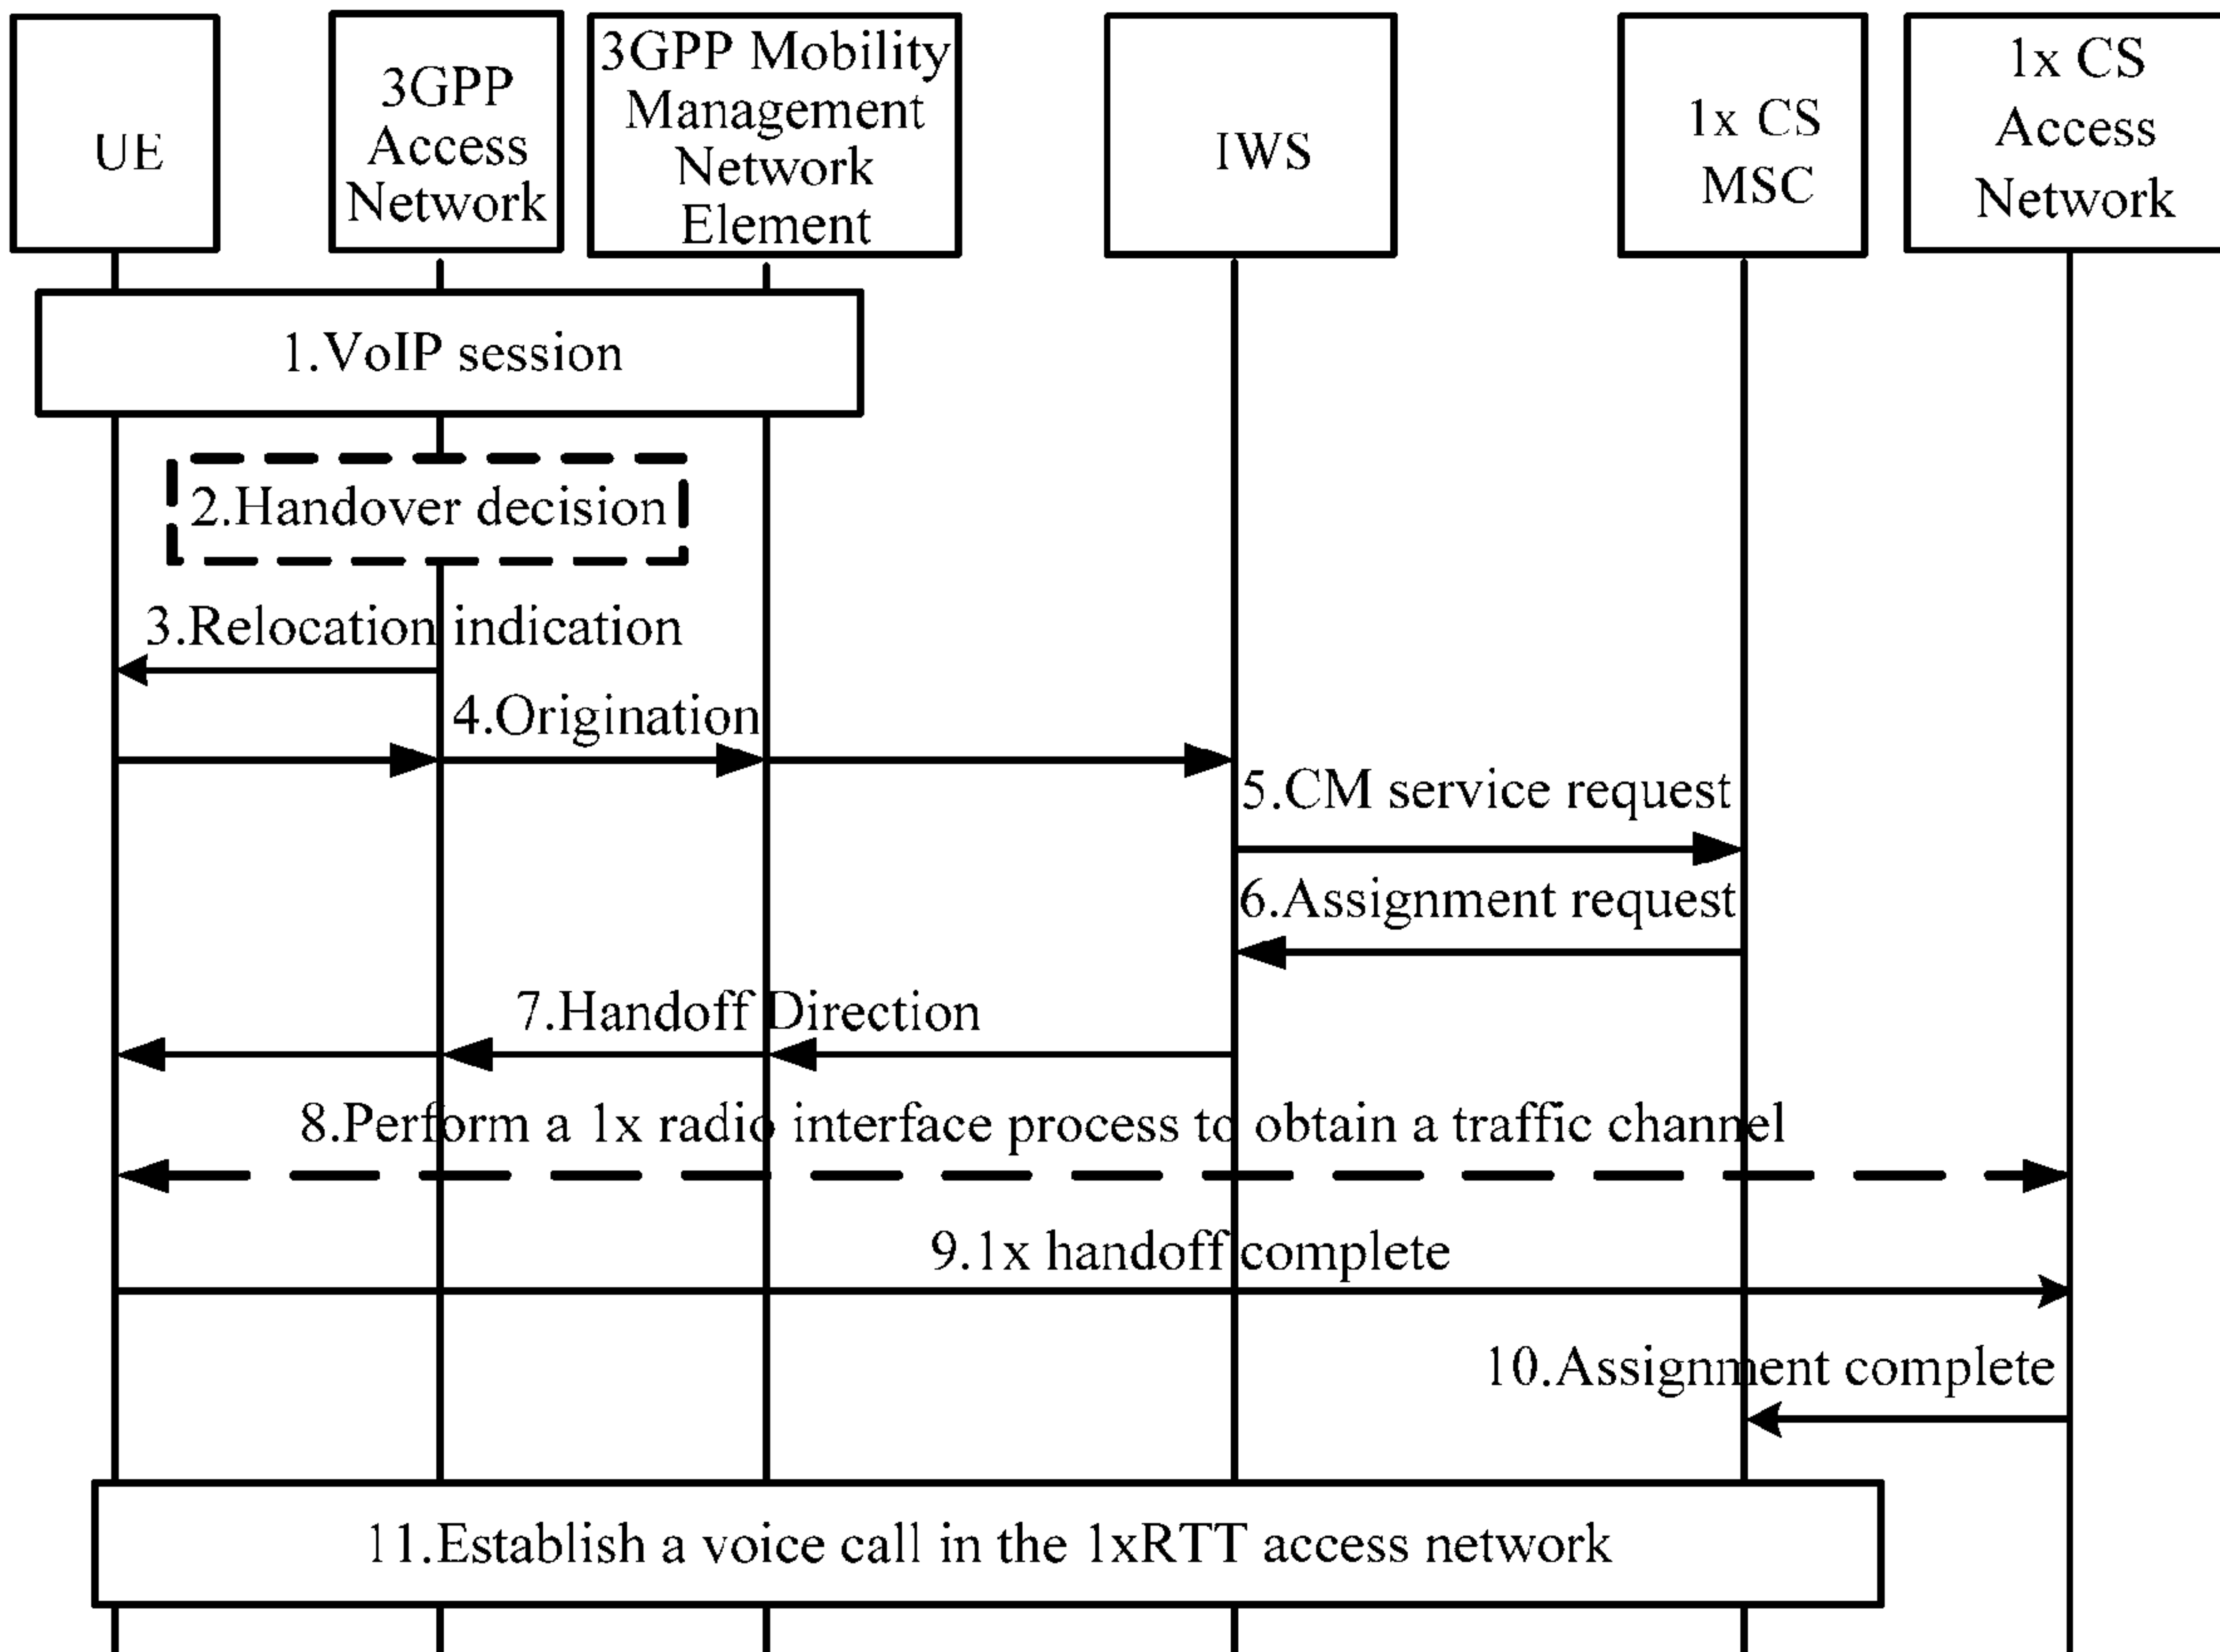 UE
3GPP
Access
Network
3GPP Mobility
Management
Network
Element
IWS
1x CS
MSC
1x CS
Access
Network
1.VoIP session
2.Handover decision
3.Relocation indication
4.Origination
5.CM service request
6.Assignment request
7.Handoff Direction
8.Perform a 1x radio interface process to obtain a traffic channel
9.1x handoff complete
10.Assignment complete
11.Establish a voice call in the 1xRTT access network